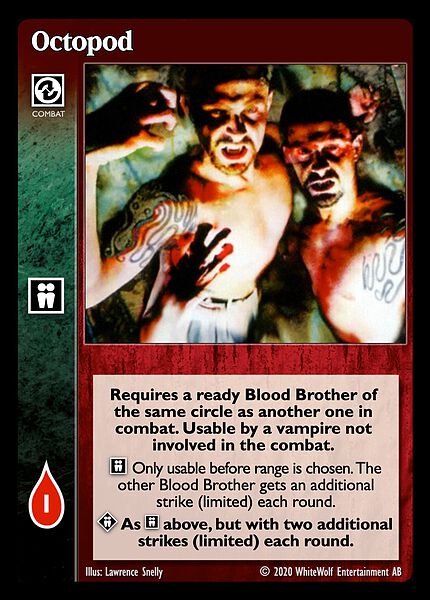 Octopod
COMBAT
Requires a ready Blood Brother of
the same circle as another one in
combat. Usable by a vampire not
involved in the combat.
Only usable before range is chosen. The
other Blood Brother gets an additional
strike (limited) each round.
As above, but with two additional
strikes (limited) each round.
1
Illus: Lawrence Snelly © 2020 WhiteWolf Entertainment AB